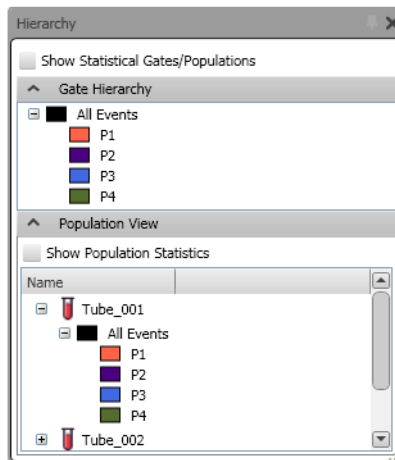 Hierarchy
Show Statistical Gates/Populations
Gate Hierarchy
All Events
P1
P2
P3
P4
Population View
Show Population Statistics
Name
Tube_001
All Events
P1
P2
P3
P4
Tube_002